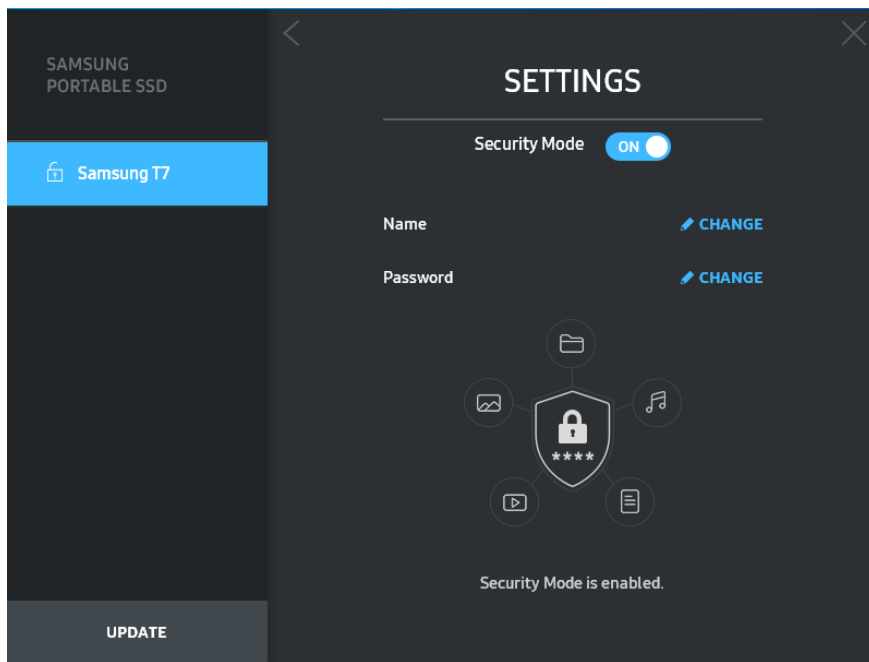 SAMSUNG
PORTABLE SSD
Samsung T7
UPDATE
SETTINGS
Security Mode ON
Name CHANGE
Password CHANGE
****
Security Mode is enabled.